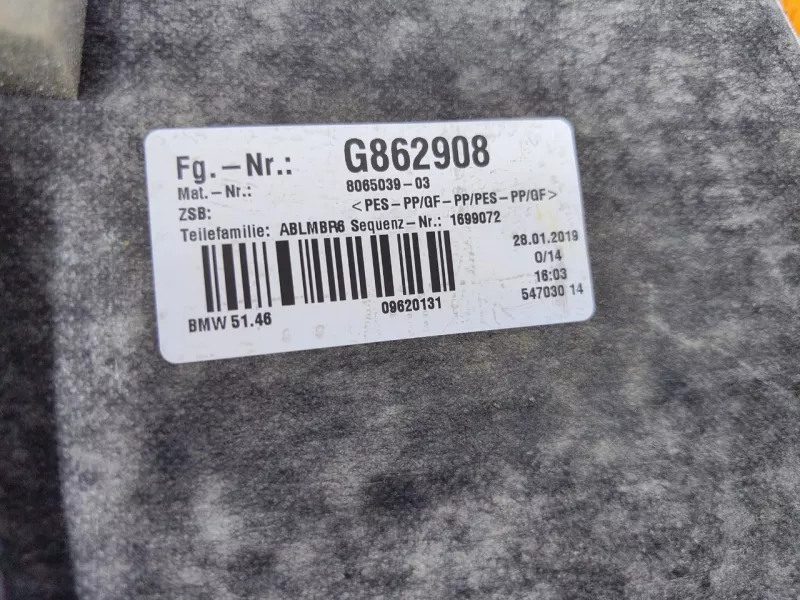 Fg.-Nr.: G862908
Mat.-Nr.: 8065039-03
ZSB: <PES-PP/GF-PP/PES-PP/GF>
Teilefamilie: ABLMBR6 Sequenz-Nr.: 1699072
28.01.2019
0/14
16:03
547030 14
09620131
BMW 51.46